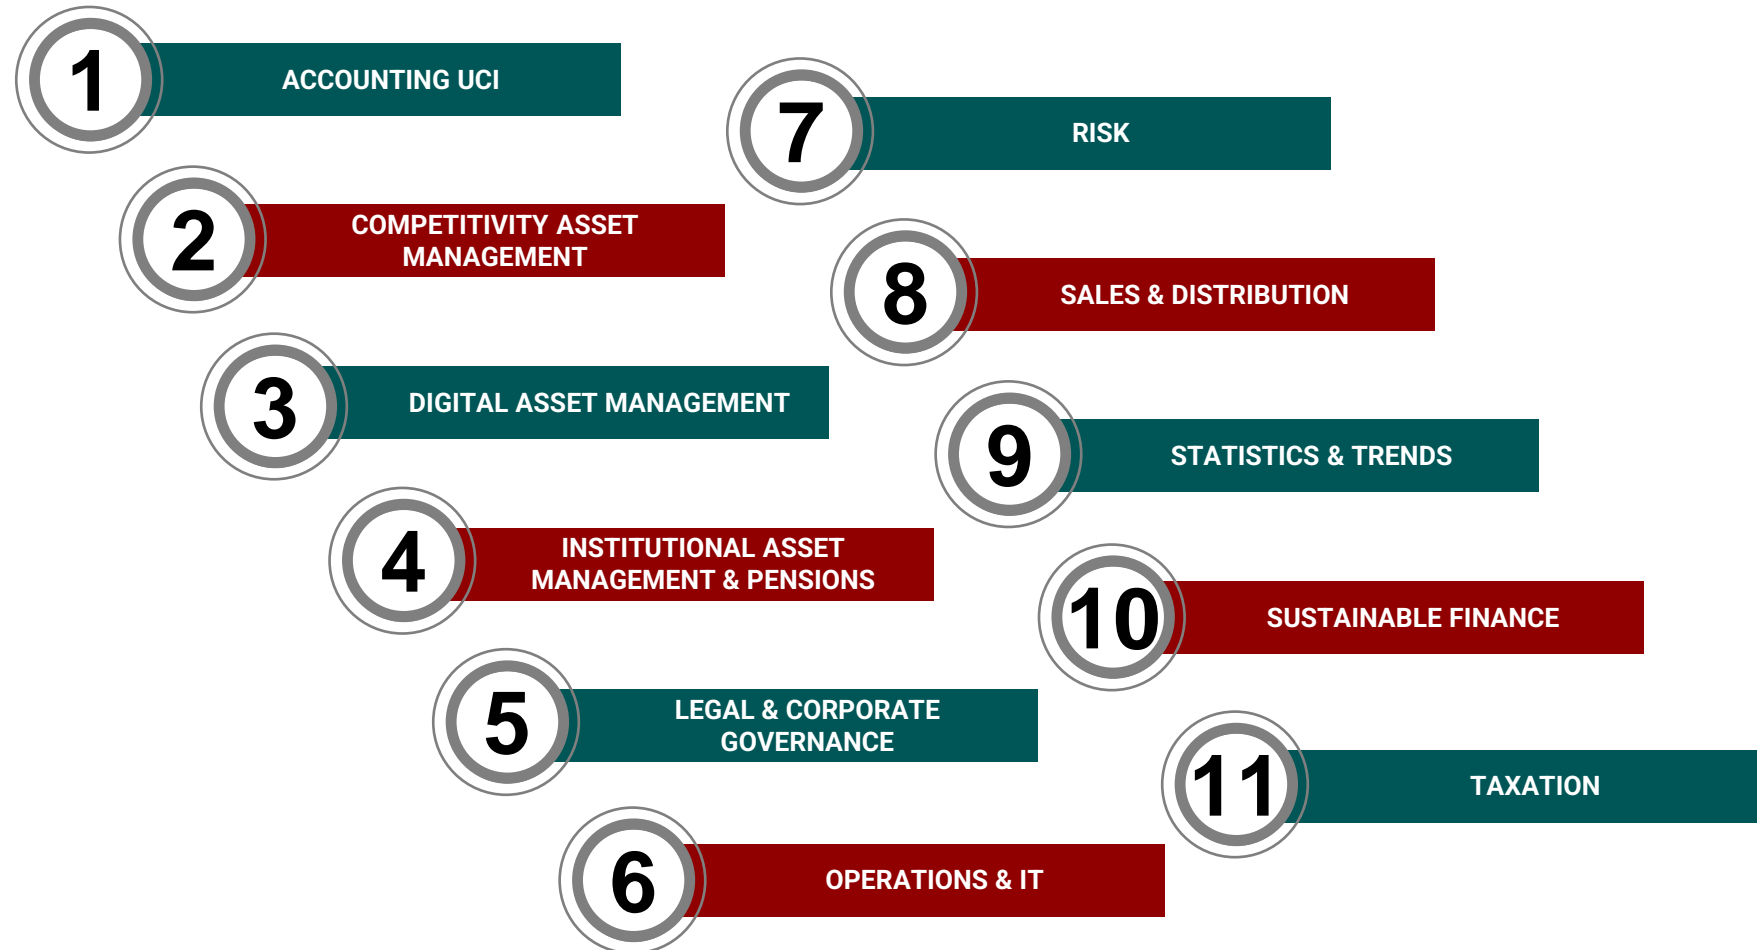 1
ACCOUNTING UCI
2
COMPETITIVITY ASSET
MANAGEMENT
3
DIGITAL ASSET MANAGEMENT
4
INSTITUTIONAL ASSET
MANAGEMENT & PENSIONS
5
LEGAL & CORPORATE
GOVERNANCE
6
OPERATIONS & IT
7
RISK
8
SALES & DISTRIBUTION
9
STATISTICS & TRENDS
10
SUSTAINABLE FINANCE
11
TAXATION